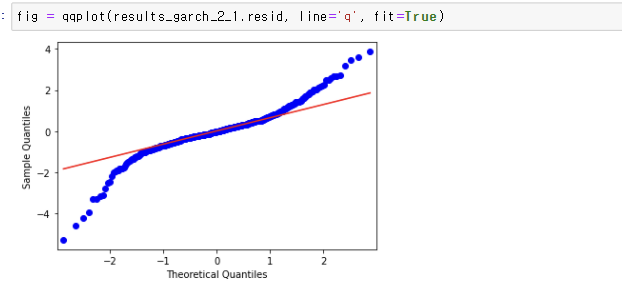 : fig = qqplot(results_garch_2_1.resid, line='q', fit=True)
4
2
0
−2
−4
Sample Quantiles
−2 −1 0 1 2
Theoretical Quantiles